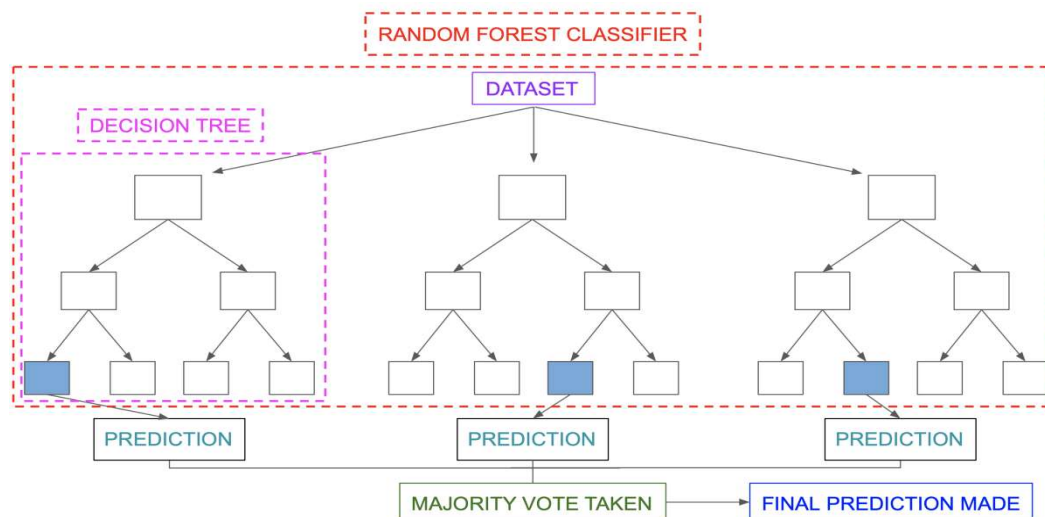 RANDOM FOREST CLASSIFIER
DATASET
DECISION TREE
PREDICTION
PREDICTION
PREDICTION
MAJORITY VOTE TAKEN
FINAL PREDICTION MADE